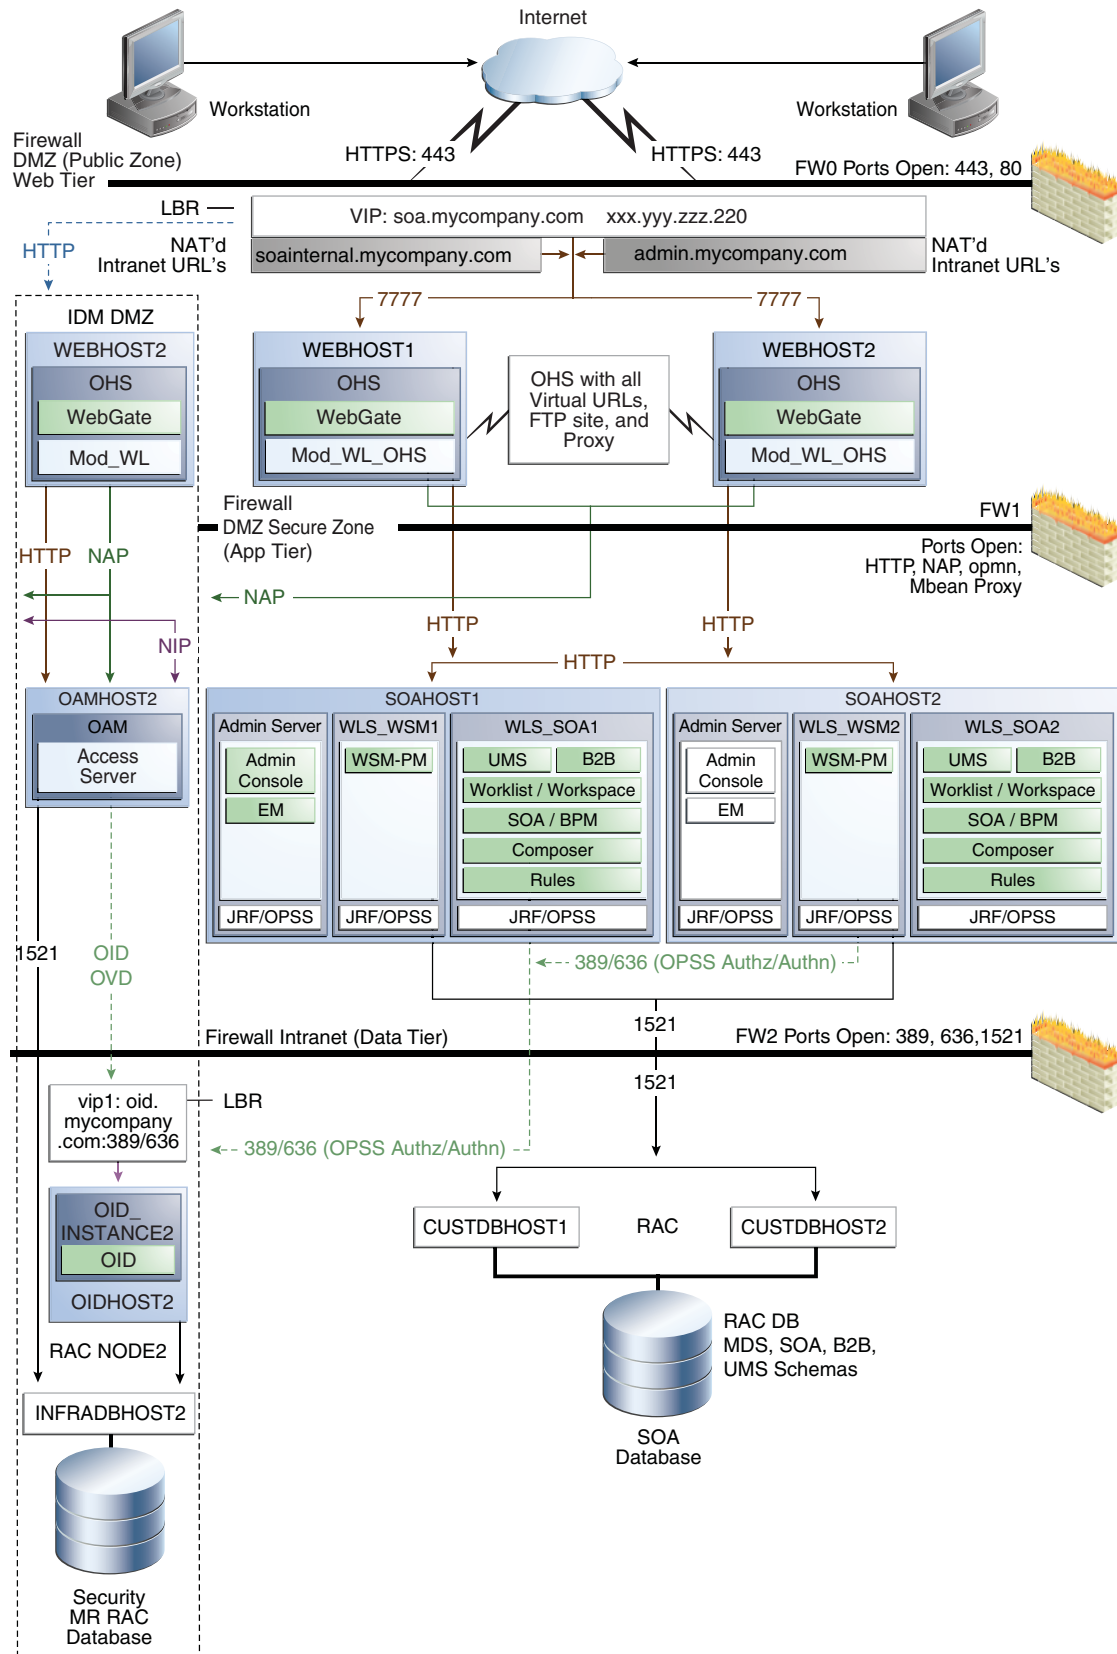 Internet
Workstation
Workstation
Firewall
DMZ (Public Zone)
Web Tier
HTTPS: 443
HTTPS: 443
FW0 Ports Open: 443, 80
LBR
VIP: soa.mycompany.com xxx.yyy.zzz.220
HTTP
NAT'd
Intranet URL's
soainternal.mycompany.com
admin.mycompany.com
NAT'd
Intranet URL's
7777
7777
IDM DMZ
WEBHOST2
OHS
WebGate
Mod_WL
WEBHOST1
OHS
WebGate
Mod_WL_OHS
OHS with all
Virtual URLs,
FTP site, and
Proxy
WEBHOST2
OHS
WebGate
Mod_WL_OHS
Firewall
DMZ Secure Zone
(App Tier)
FW1
Ports Open:
HTTP, NAP, opmn,
Mbean Proxy
HTTP
NAP
NAP
NIP
HTTP
HTTP
HTTP
OAMHOST2
OAM
Access
Server
SOAHOST1
Admin Server
Admin
Console
EM
JRF/OPSS
WLS_WSM1
WSM-PM
JRF/OPSS
WLS_SOA1
UMS
B2B
Worklist / Workspace
SOA / BPM
Composer
Rules
JRF/OPSS
SOAHOST2
Admin Server
Admin
Console
EM
JRF/OPSS
WLS_WSM2
WSM-PM
JRF/OPSS
WLS_SOA2
UMS
B2B
Worklist / Workspace
SOA / BPM
Composer
Rules
JRF/OPSS
1521
OID
OVD
389/636 (OPSS Authz/Authn)
1521
Firewall Intranet (Data Tier)
FW2 Ports Open: 389, 636,1521
1521
vip1: oid.
mycompany
.com:389/636
LBR
389/636 (OPSS Authz/Authn)
OID_
INSTANCE2
OID
OIDHOST2
CUSTDBHOST1
RAC
CUSTDBHOST2
RAC NODE2
RAC DB
MDS, SOA, B2B,
UMS Schemas
INFRADBHOST2
SOA
Database
Security
MR RAC
Database